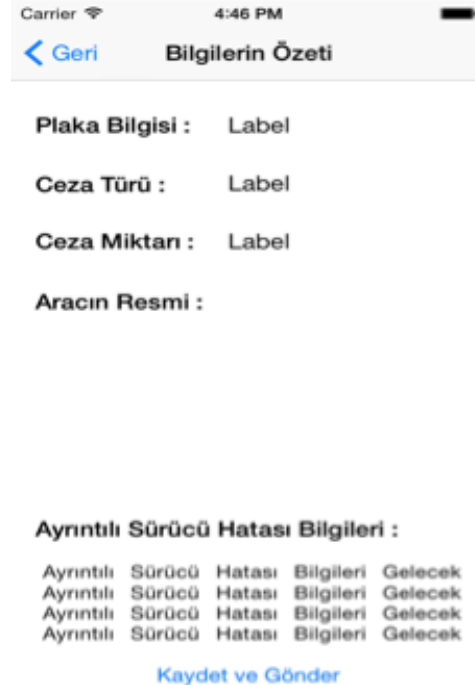 Carrier 4:46 PM
Geri Bilgilerin Özeti
Plaka Bilgisi : Label
Ceza Türü : Label
Ceza Miktarı : Label
Aracın Resmi :
Ayrıntılı Sürücü Hatası Bilgileri :
Ayrıntılı Sürücü Hatası Bilgileri Gelecek
Ayrıntılı Sürücü Hatası Bilgileri Gelecek
Ayrıntılı Sürücü Hatası Bilgileri Gelecek
Ayrıntılı Sürücü Hatası Bilgileri Gelecek
Kaydet ve Gönder